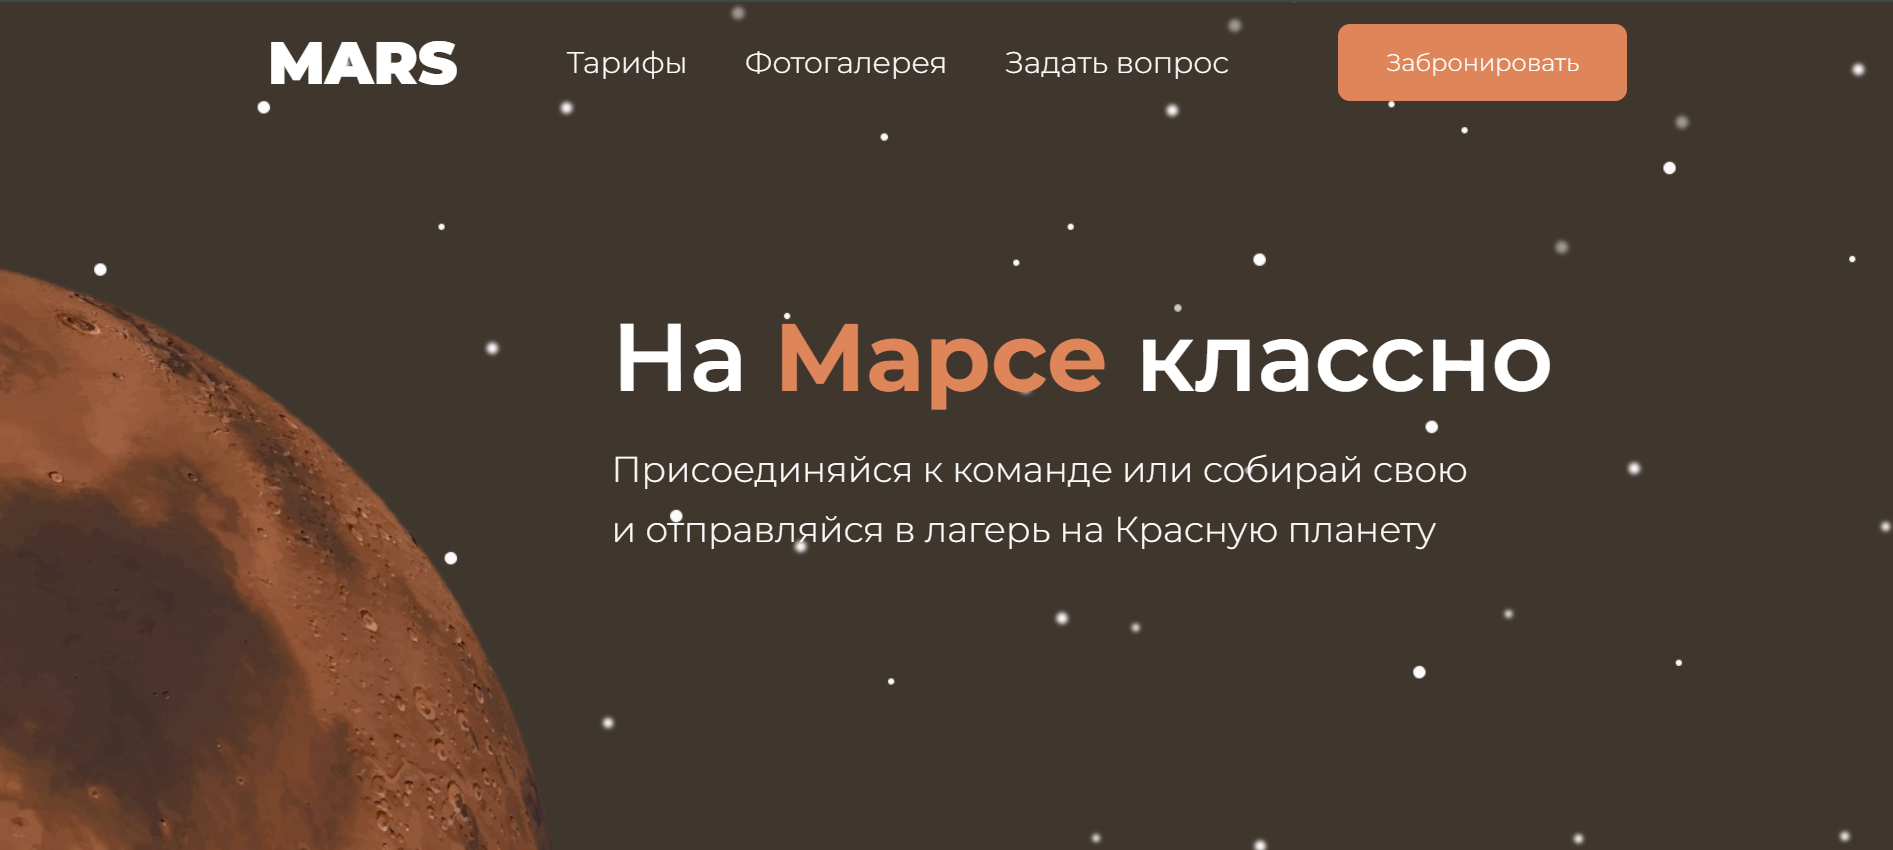 MARS
Тарифы
Фотогалерея
Задать вопрос
Забронировать
На Марсе классно
Присоединяйся к команде или собирай свою
и отправляйся в лагерь на Красную планету